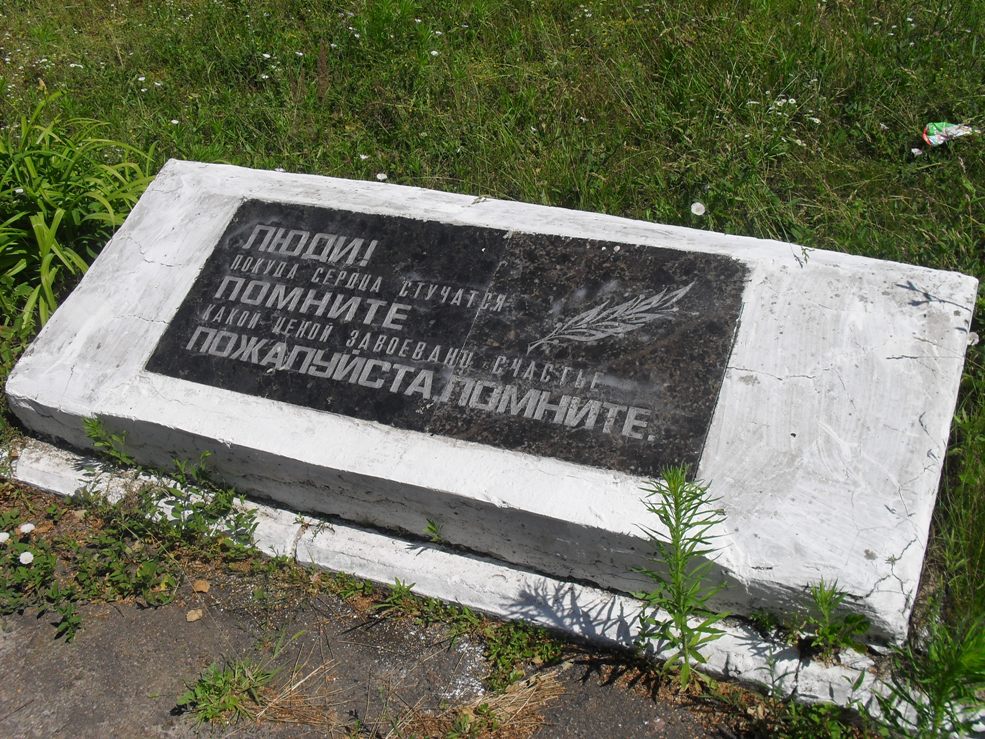 ЛЮДИ!
ПОКУДА СЕРДЦА СТУЧАТСЯ
ПОМНИТЕ
КАКОЙ ЦЕНОЙ ЗАВОЕВАНО СЧАСТЬЕ
ПОЖАЛУЙСТА, ПОМНИТЕ.